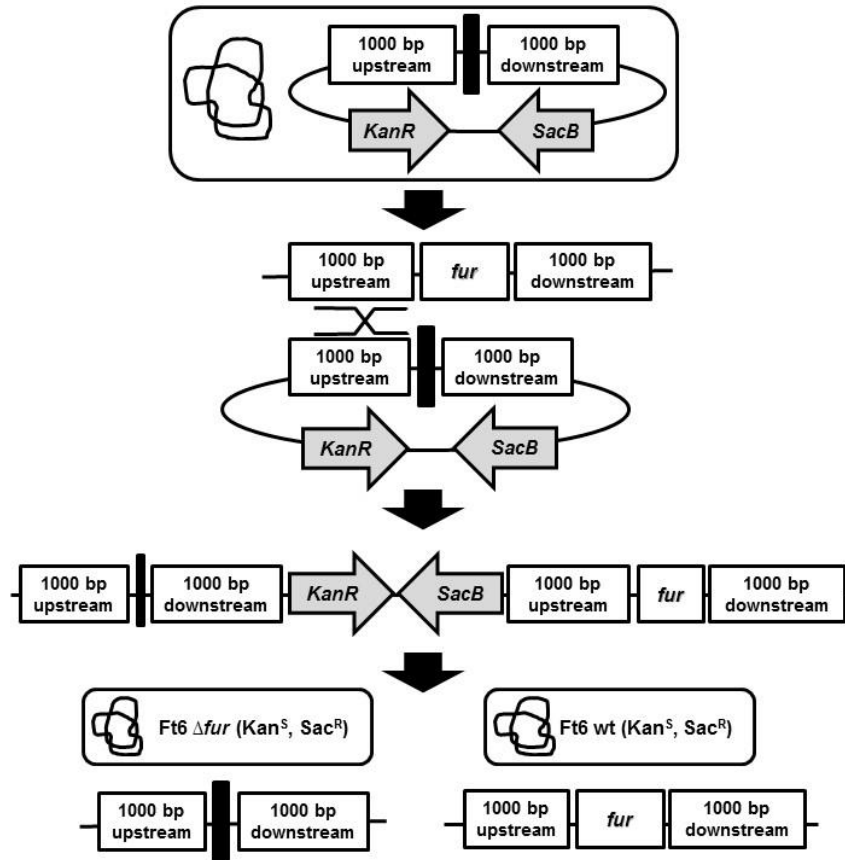 1000 bp
upstream
1000 bp
downstream
KanR
SacB
1000 bp
upstream
fur
1000 bp
downstream
1000 bp
upstream
1000 bp
downstream
KanR
SacB
1000 bp
upstream
1000 bp
downstream
KanR
SacB
1000 bp
upstream
fur
1000 bp
downstream
Ft6 Δfur (Kanˢ, Sacᴿ)
Ft6 wt (Kanˢ, Sacᴿ)
1000 bp
upstream
1000 bp
downstream
1000 bp
upstream
fur
1000 bp
downstream